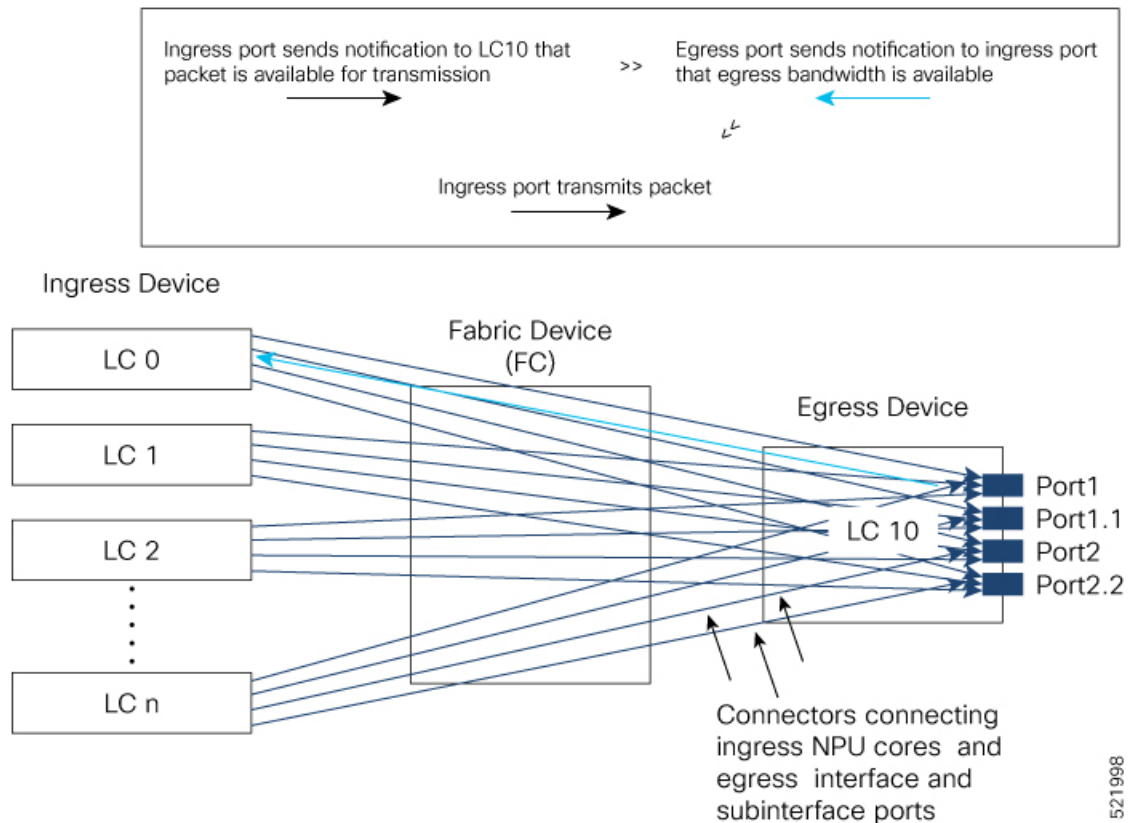 Ingress port sends notification to LC10 that
packet is available for transmission
>>
Egress port sends notification to ingress port
that egress bandwidth is available
>>
Ingress port transmits packet
Ingress Device
LC 0
LC 1
LC 2
LC n
Fabric Device
(FC)
Egress Device
LC 10
Port1
Port1.1
Port2
Port2.2
Connectors connecting
ingress NPU cores and
egress interface and
subinterface ports
521998